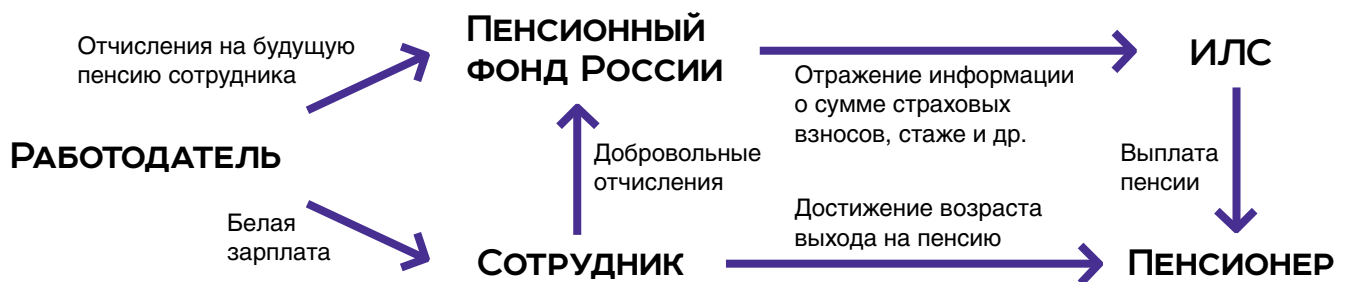 Отчисления на будущую
пенсию сотрудника
Пенсионный
фонд России
Отражение информации
о сумме страховых
взносов, стаже и др.
ИЛС
Работодатель
Добровольные
отчисления
Выплата
пенсии
Белая
зарплата
Достижение возраста
выхода на пенсию
Сотрудник
Пенсионер